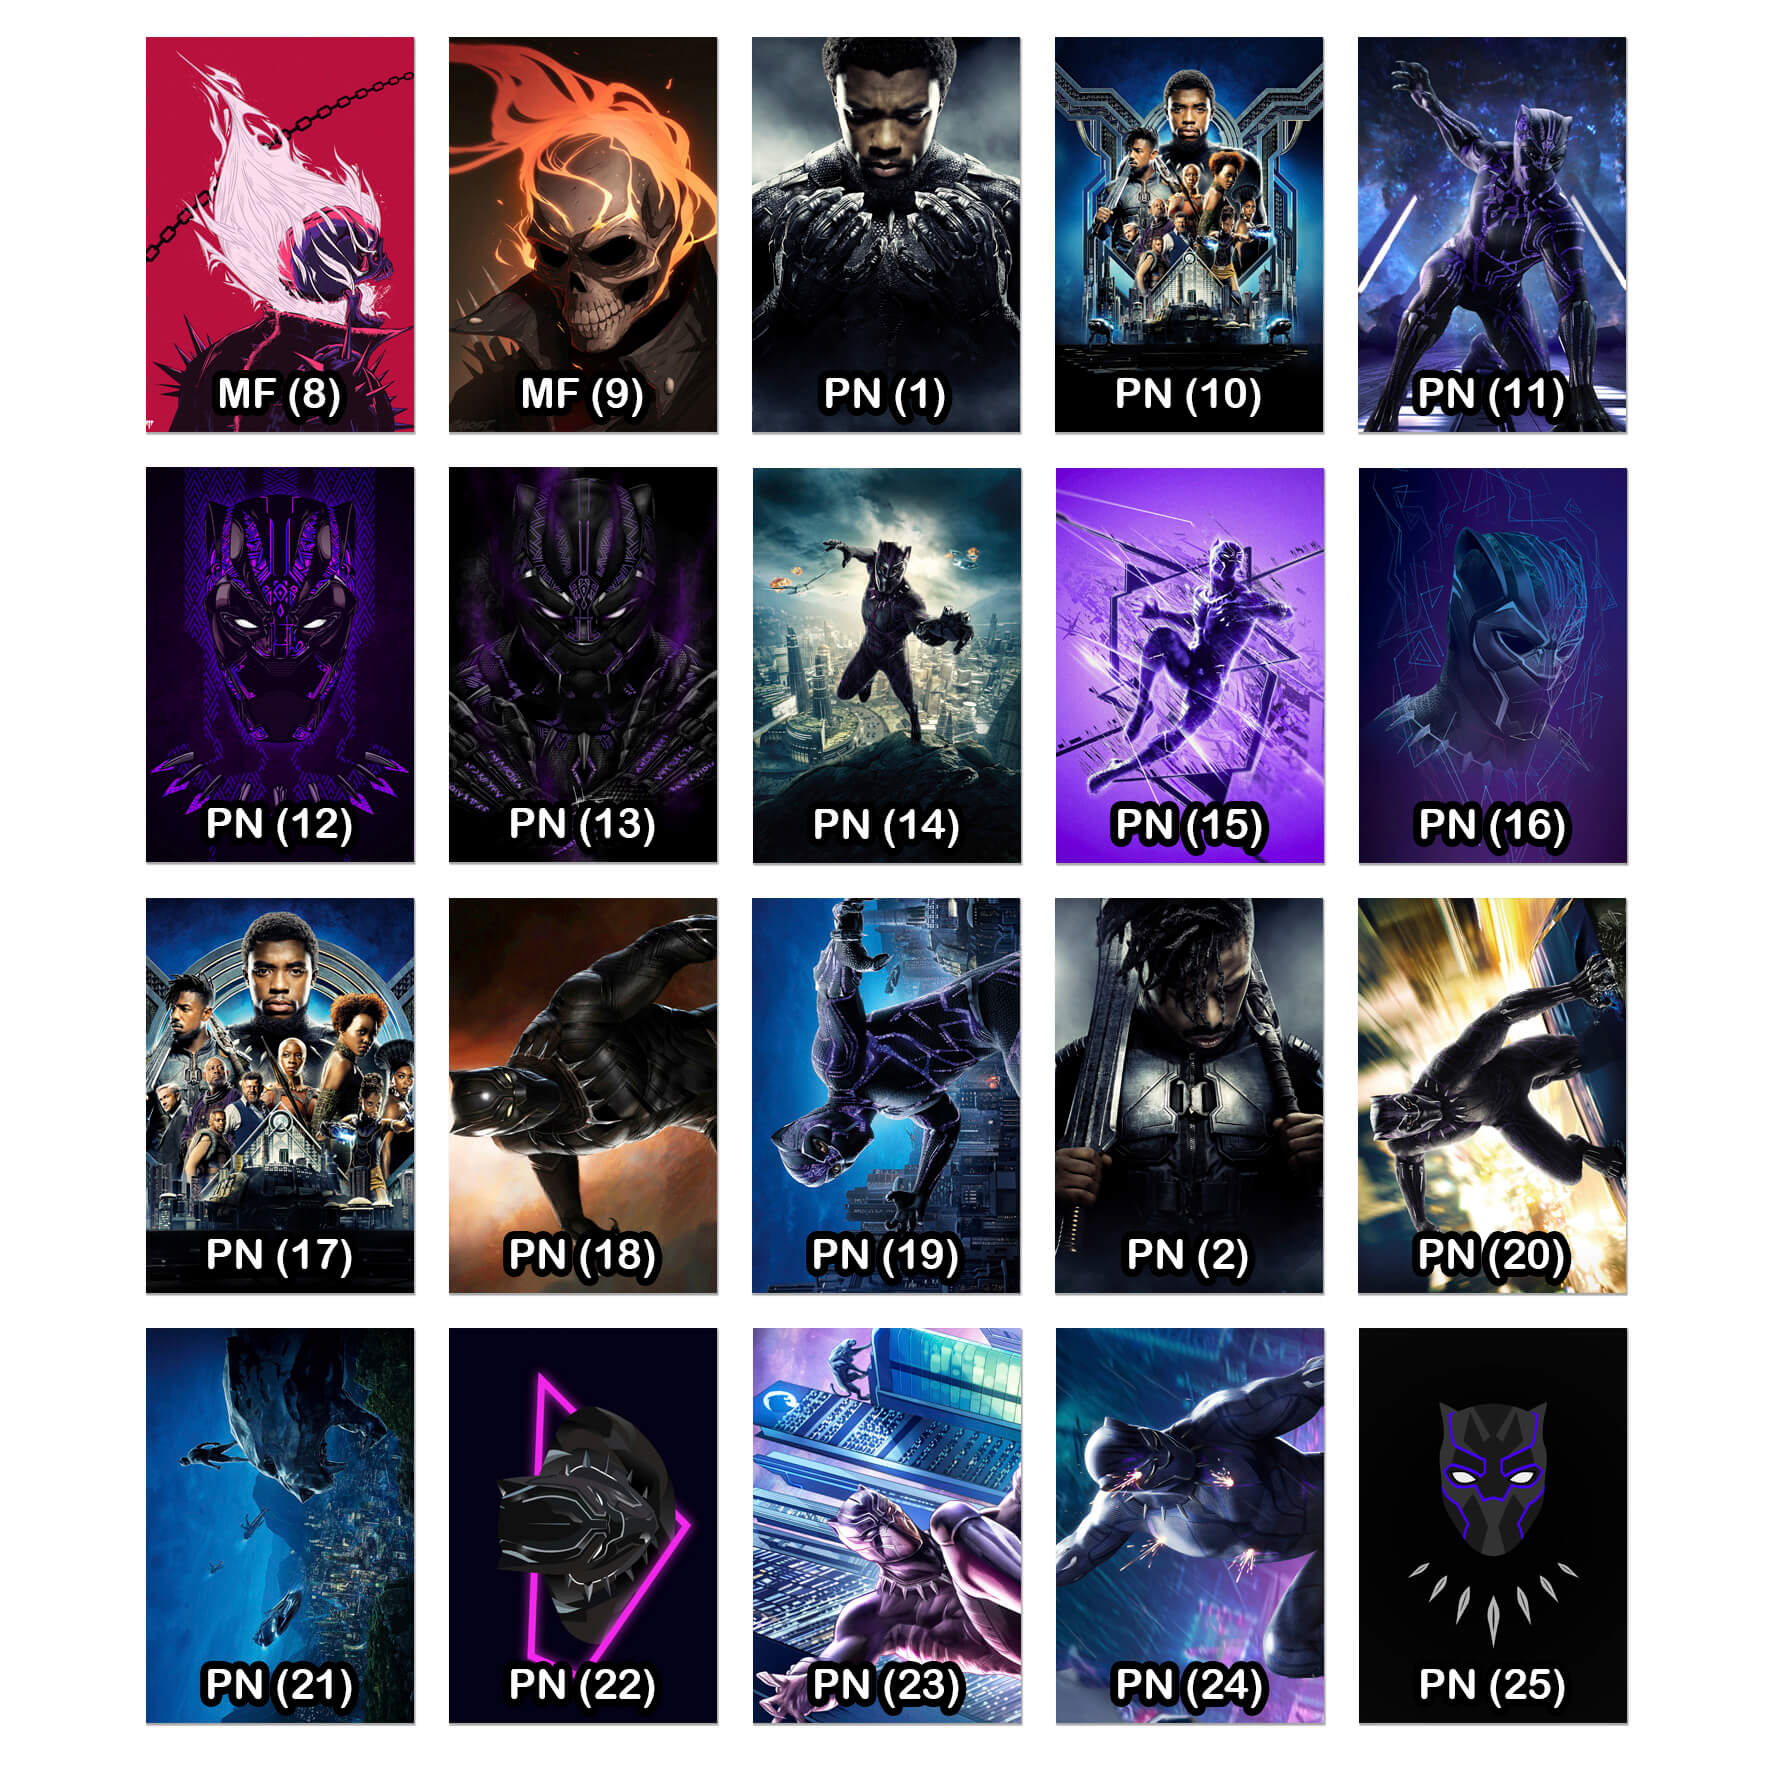 MF (8)
MF (9)
PN (1)
PN (10)
PN (11)
PN (12)
PN (13)
PN (14)
PN (15)
PN (16)
PN (17)
PN (18)
PN (19)
PN (2)
PN (20)
PN (21)
PN (22)
PN (23)
PN (24)
PN (25)